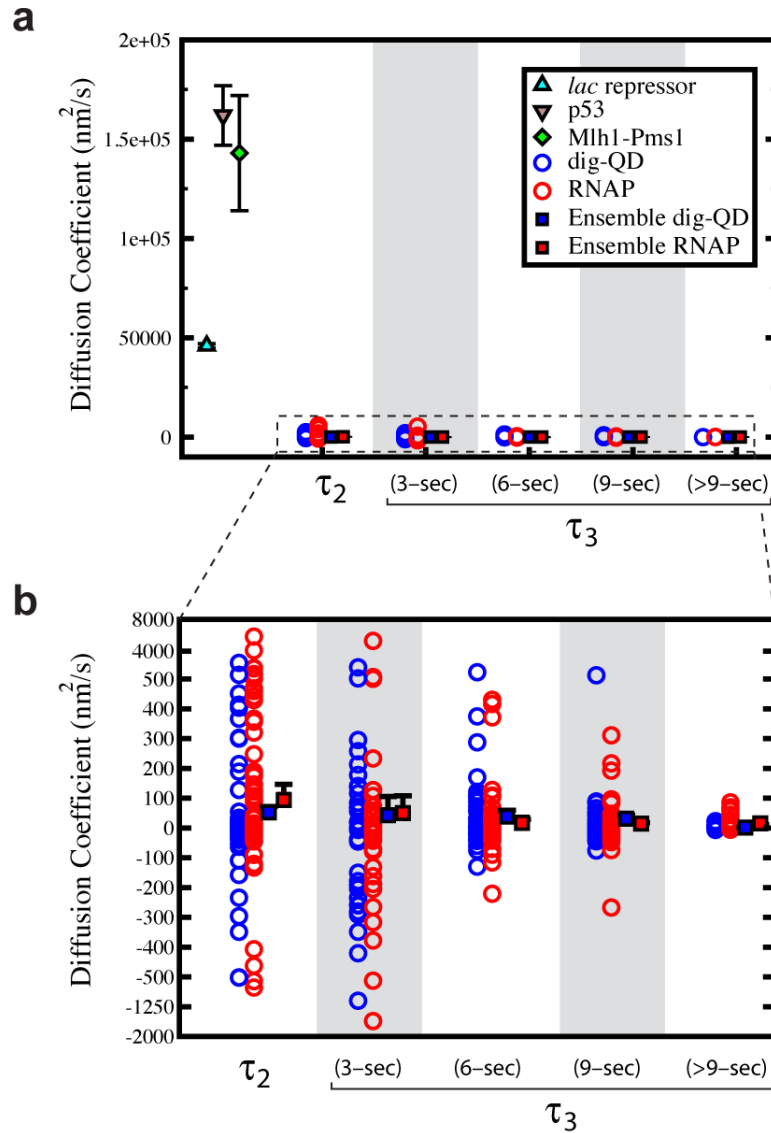 a
Diffusion Coefficient (nm²/s)
2e+05
1.5e+05
1e+05
50000
0
lac repressor
p53
Mlh1-Pms1
dig-QD
RNAP
Ensemble dig-QD
Ensemble RNAP
τ2 (3-sec) (6-sec) (9-sec) (>9-sec)
τ3
b
Diffusion Coefficient (nm²/s)
8000
4000
500
400
300
200
100
0
-100
-200
-300
-400
-500
-1250
-2000
τ2 (3-sec) (6-sec) (9-sec) (>9-sec)
τ3